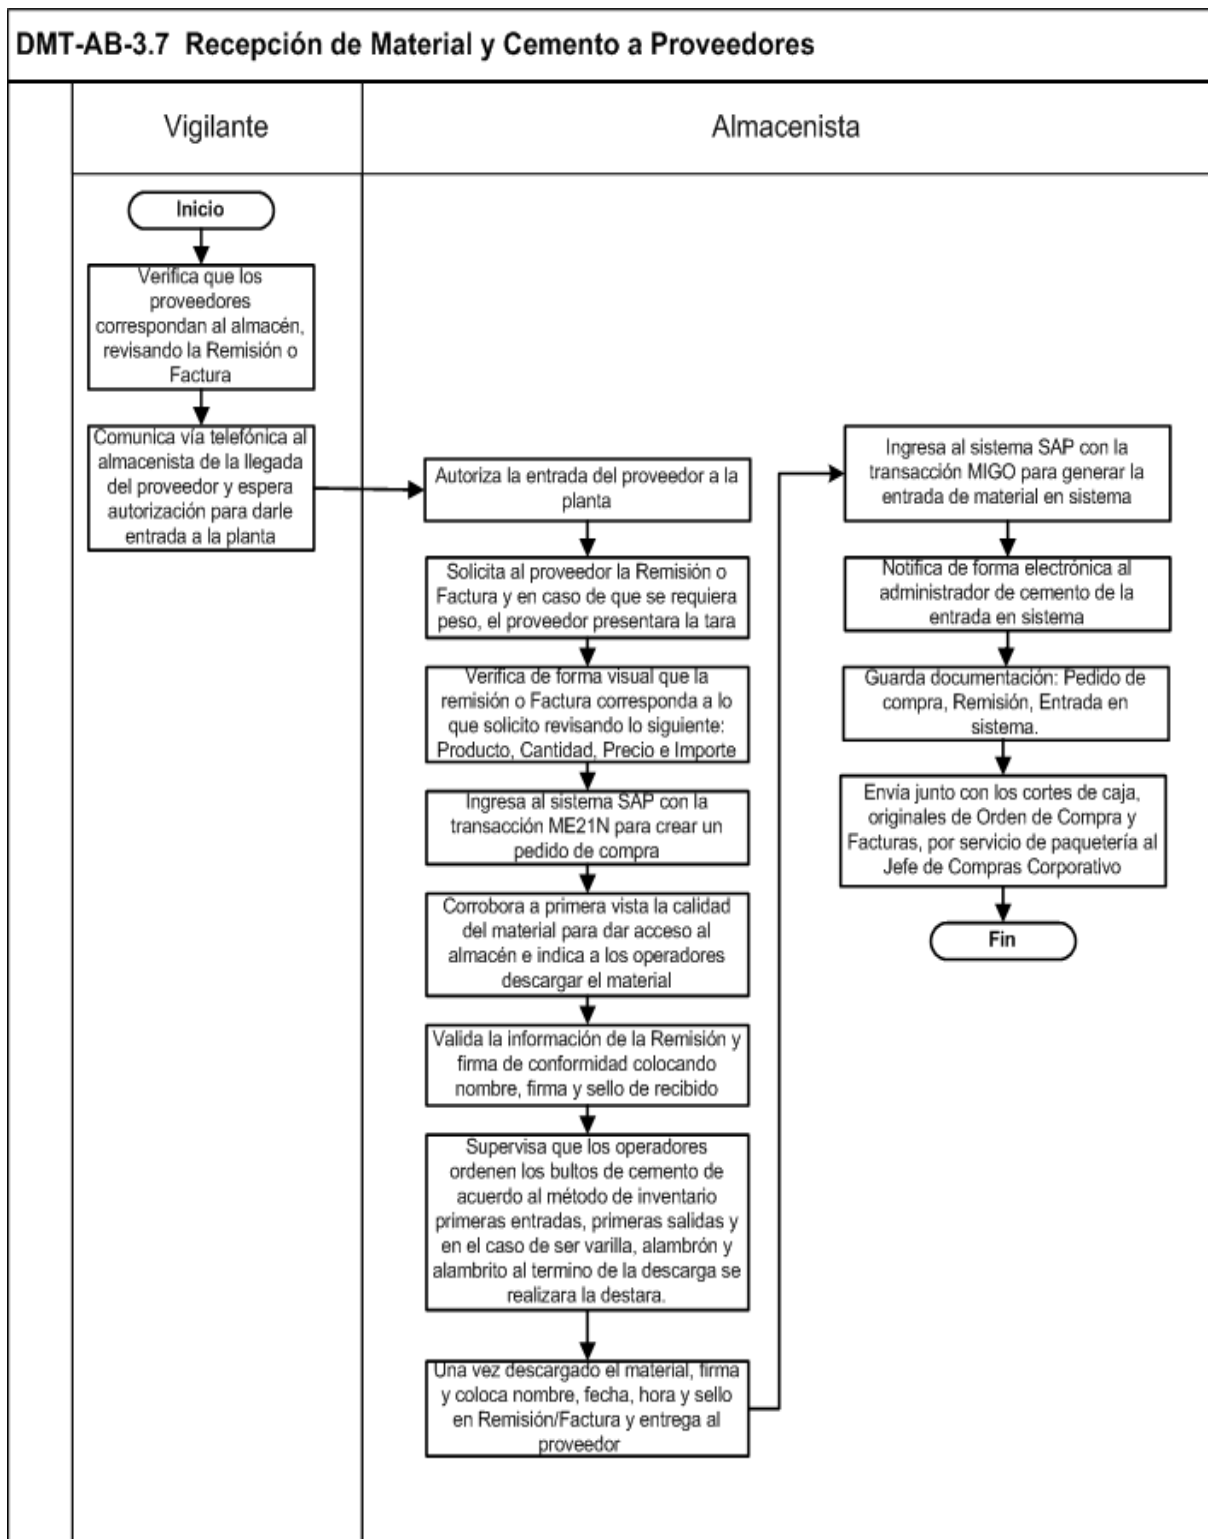 DMT-AB-3.7 Recepción de Material y Cemento a Proveedores
Vigilante
Almacenista
Inicio
Verifica que los
proveedores
correspondan al almacén,
revisando la Remisión o
Factura
Comunica vía telefónica al
almacenista de la llegada
del proveedor y espera
autorización para darle
entrada a la planta
Autoriza la entrada del proveedor a la
planta
Solicita al proveedor la Remisión o
Factura y en caso de que se requiera
peso, el proveedor presentara la tara
Verifica de forma visual que la
remisión o Factura corresponda a lo
que solicito revisando lo siguiente:
Producto, Cantidad, Precio e Importe
Ingresa al sistema SAP con la
transacción ME21N para crear un
pedido de compra
Corrobora a primera vista la calidad
del material para dar acceso al
almacén e indica a los operadores
descargar el material
Valida la información de la Remisión y
firma de conformidad colocando
nombre, firma y sello de recibido
Supervisa que los operadores
ordenen los bultos de cemento de
acuerdo al método de inventario
primeras entradas, primeras salidas y
en el caso de ser varilla, alambrón y
alambrito al termino de la descarga se
realizara la destara.
Una vez descargado el material, firma
y coloca nombre, fecha, hora y sello
en Remisión/Factura y entrega al
proveedor
Ingresa al sistema SAP con la
transacción MIGO para generar la
entrada de material en sistema
Notifica de forma electrónica al
administrador de cemento de la
entrada en sistema
Guarda documentación: Pedido de
compra, Remisión, Entrada en
sistema.
Envía junto con los cortes de caja,
originales de Orden de Compra y
Facturas, por servicio de paquetería al
Jefe de Compras Corporativo
Fin